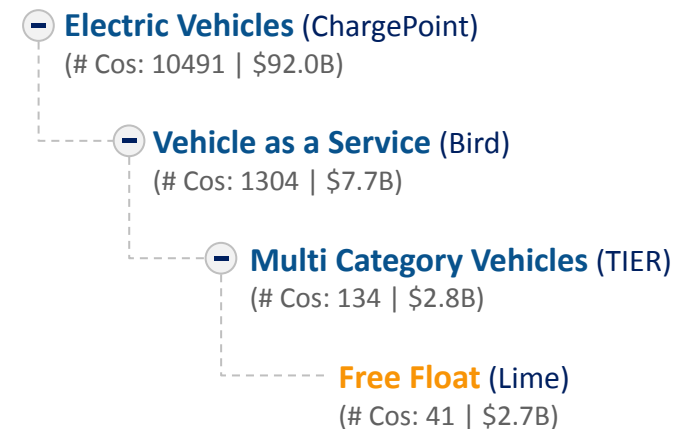 Electric Vehicles (ChargePoint)
(# Cos: 10491 | $92.0B)
Vehicle as a Service (Bird)
(# Cos: 1304 | $7.7B)
Multi Category Vehicles (TIER)
(# Cos: 134 | $2.8B)
Free Float (Lime)
(# Cos: 41 | $2.7B)